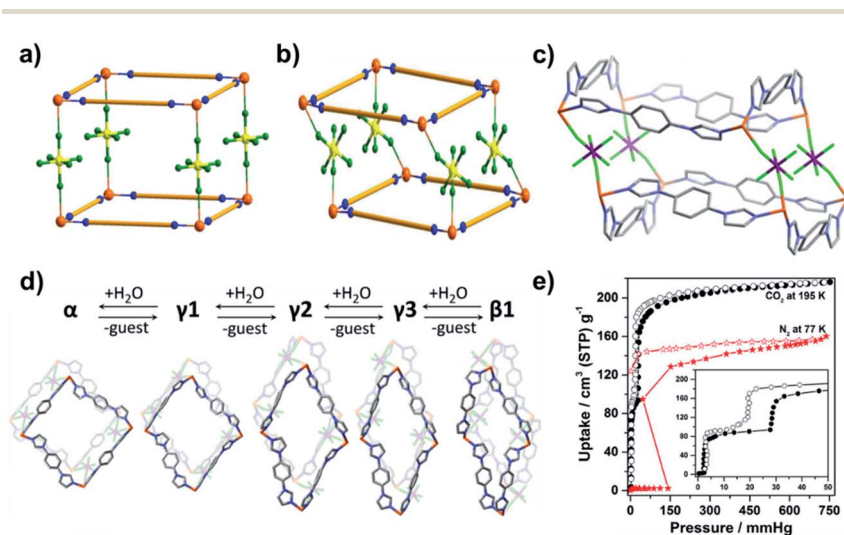 a)
b)
c)
d)
+H₂O +H₂O +H₂O +H₂O
α γ1 γ2 γ3 β1
-guest -guest -guest -guest
e)
Uptake / cm³ (STP) g⁻¹
200
160
120
80
40
0
CO₂ at 195 K
N₂ at 77 K
200
160
120
80
40
0
0 10 20 30 40 50
0 150 300 450 600 750
Pressure / mmHg